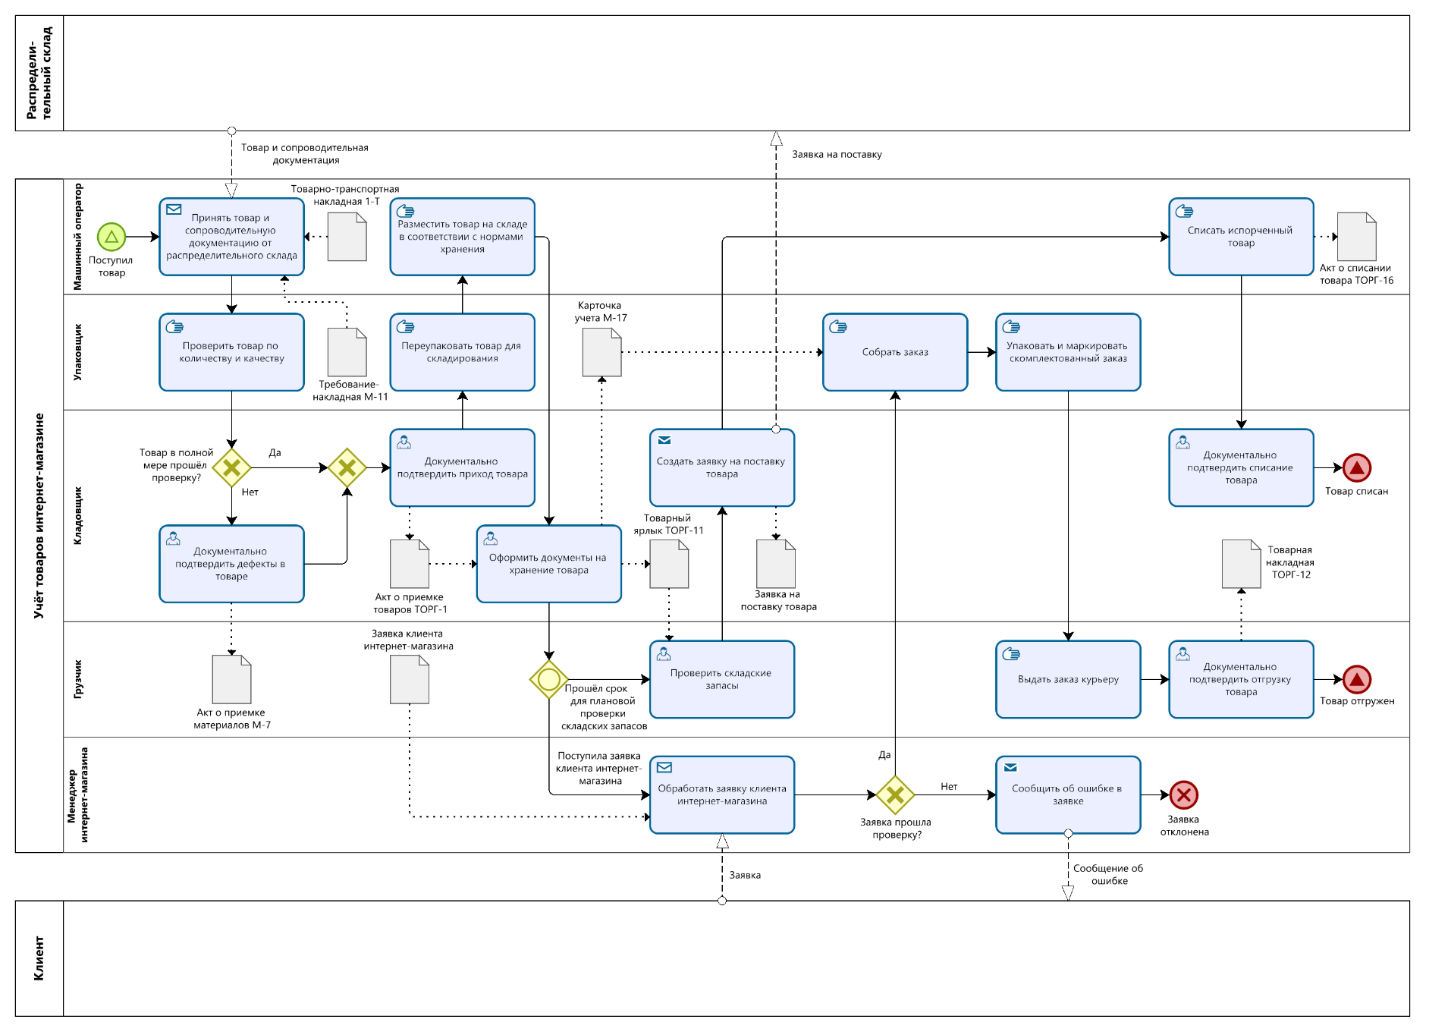 Распредели-
тельный склад
Товар и сопроводительная
документация
Заявка на поставку
Учёт товаров интернет-магазине
Машинный оператор
Поступил
товар
Принять товар и
сопроводительную
документацию от
распределительного склада
Товарно-транспортная
накладная 1-Т
Разместить товар на складе
в соответствии с нормами
хранения
Списать испорченный
товар
Акт о списании
товара ТОРГ-16
Упаковщик
Проверить товар по
количеству и качеству
Требование-
накладная М-11
Переупаковать товар для
складирования
Карточка
учета М-17
Собрать заказ
Упаковать и маркировать
скомплектованный заказ
Кладовщик
Товар в полной
мере прошёл
проверку?
Да
Нет
Документально
подтвердить приход товара
Создать заявку на поставку
товара
Документально
подтвердить списание
товара
Товар списан
Документально
подтвердить дефекты в
товаре
Акт о приемке
товаров ТОРГ-1
Оформить документы на
хранение товара
Товарный
ярлык ТОРГ-11
Заявка на
поставку товара
Товарная
накладная
ТОРГ-12
Грузчик
Акт о приемке
материалов М-7
Заявка клиента
интернет-магазина
Прошёл срок
для плановой
проверки
складских запасов
Проверить складские
запасы
Выдать заказ курьеру
Документально
подтвердить отгрузку
товара
Товар отгружен
Менеджер
интернет-магазина
Поступила заявка
клиента интернет-
магазина
Обработать заявку клиента
интернет-магазина
Да
Нет
Заявка прошла
проверку?
Сообщить об ошибке в
заявке
Заявка
отклонена
Заявка
Сообщение об
ошибке
Клиент